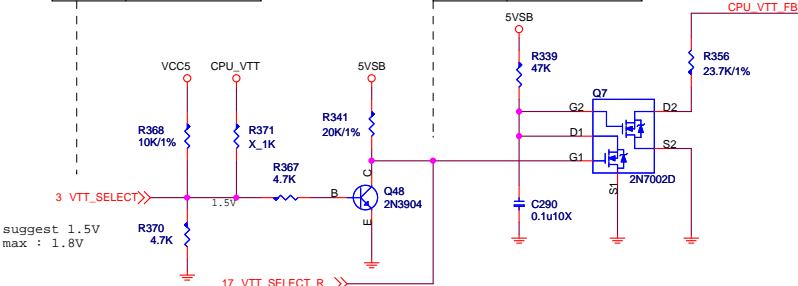 CPU_VTT_FB
5VSB
VCC5
CPU_VTT
5VSB
R339
47K
R356
23.7K/1%
Q7
G2
D2
R368
10K/1%
R371
X_1K
R341
20K/1%
D1
S2
G1
R367
4.7K
C
2N7002D
S1
3 VTT_SELECT
1.5V
B
Q48
2N3904
E
C290
0.1u10X
suggest 1.5V
max : 1.8V
R370
4.7K
17 VTT_SELECT_R